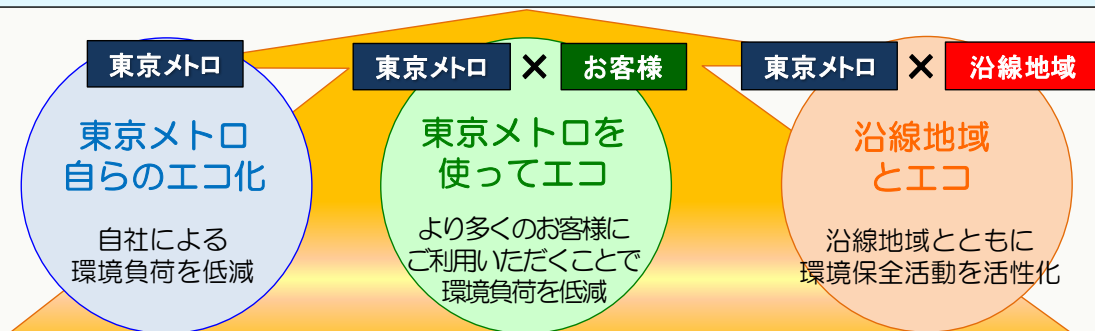 東京メトロ
東京メトロ
自らのエコ化
自社による
環境負荷を低減
東京メトロ × お客様
東京メトロを
使ってエコ
より多くのお客様に
ご利用いただくことで
環境負荷を低減
東京メトロ × 沿線地域
沿線地域
とエコ
沿線地域とともに
環境保全活動を活性化